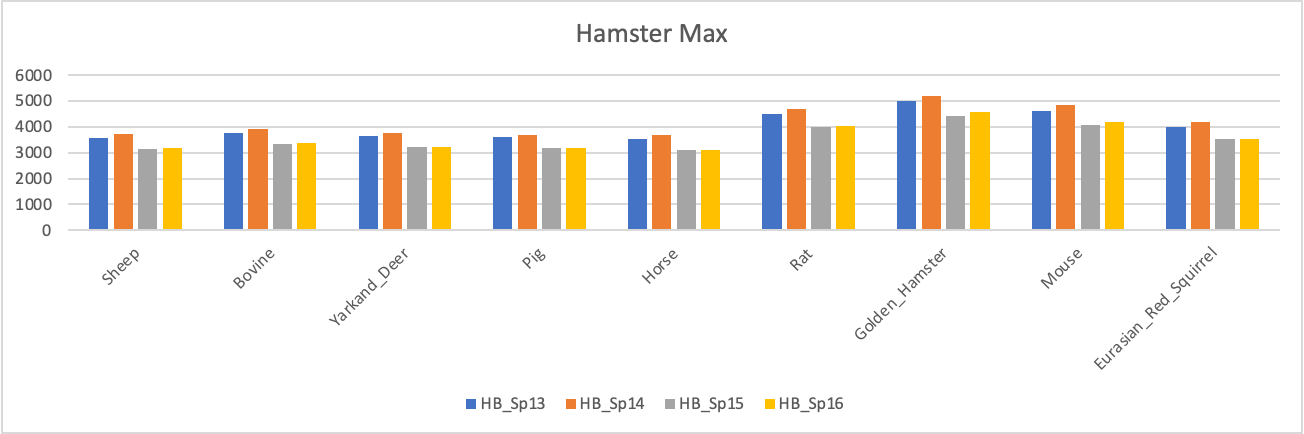 Hamster Max
6000
5000
4000
3000
2000
1000
0
Sheep
Bovine
Yarkand_Deer
Pig
Horse
Rat
Golden_Hamster
Mouse
Eurasian_Red_Squirrel
HB_Sp13 HB_Sp14 HB_Sp15 HB_Sp16